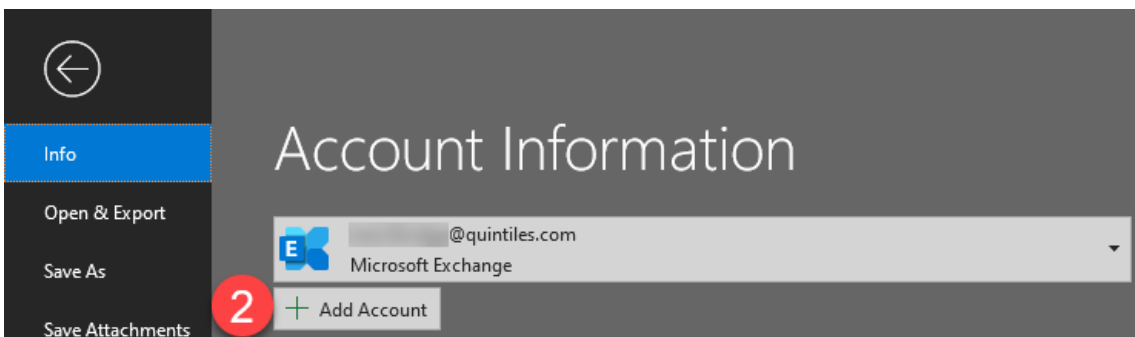 Info
Open & Export
Save As
Save Attachments
Account Information
E
@quintiles.com
Microsoft Exchange
2
Add Account